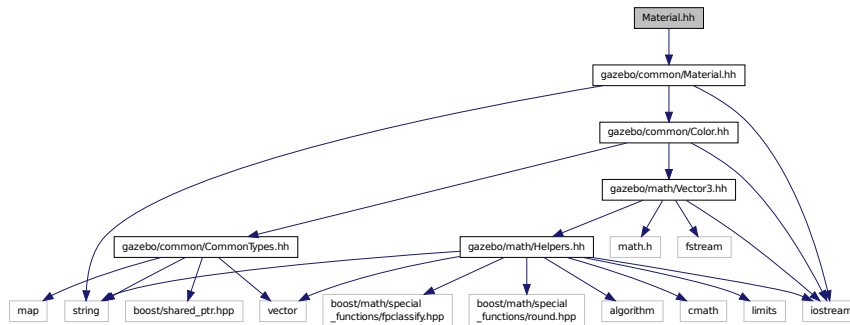 Material.hh
gazebo/common/Material.hh
gazebo/common/Color.hh
gazebo/math/Vector3.hh
gazebo/common/CommonTypes.hh
gazebo/math/Helpers.hh
math.h
fstream
map
string
boost/shared_ptr.hpp
vector
boost/math/special
_functions/fpclassify.hpp
boost/math/special
_functions/round.hpp
algorithm
cmath
limits
iostream